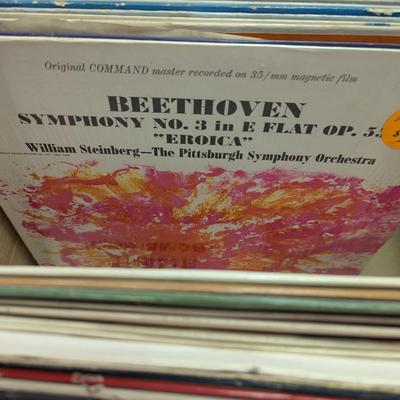 Original COMMAND master recorded on 35/mm magnetic film
BEETHOVEN
SYMPHONY NO. 3 in E FLAT OP. 55
"EROICA"
William Steinberg—The Pittsburgh Symphony Orchestra